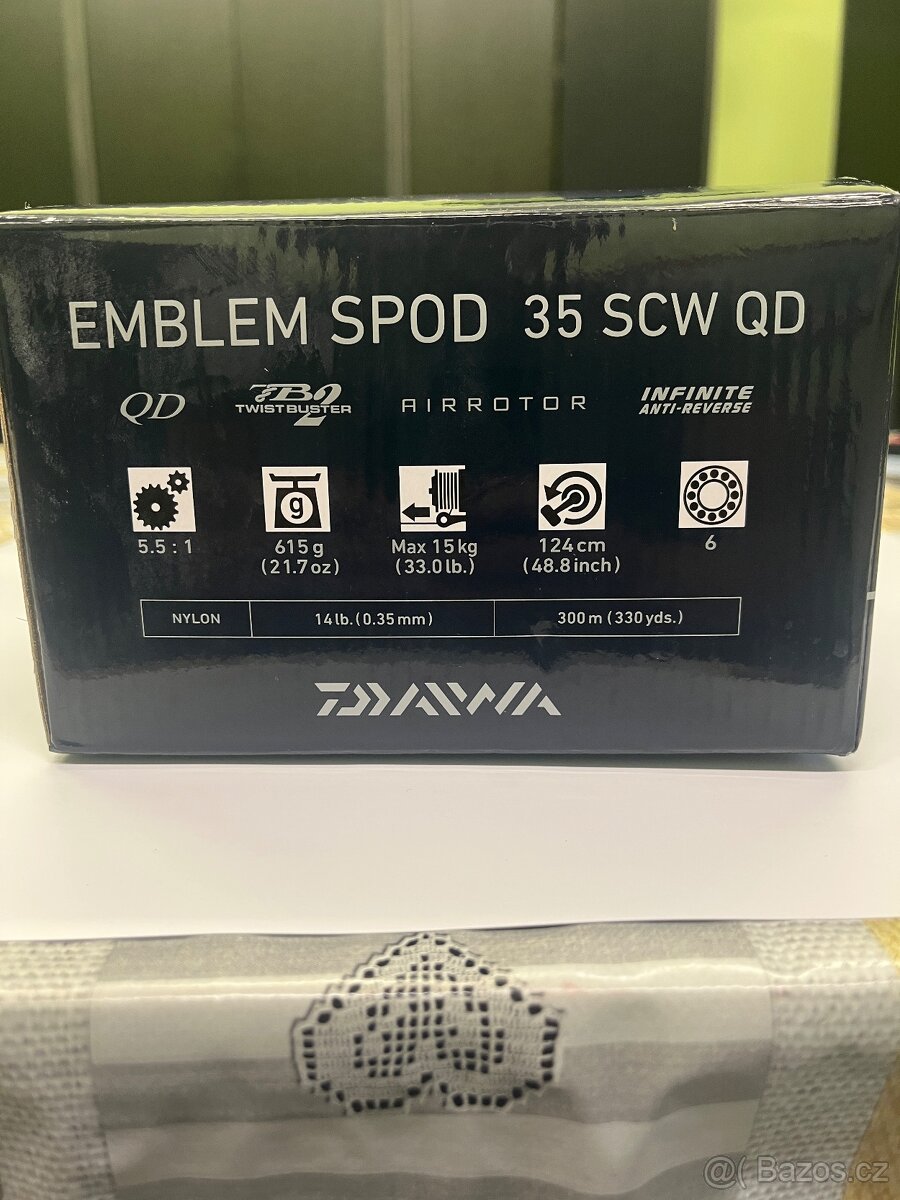 EMBLEM SPOD 35 SCW QD
QD TB2 TWISTBUSTER AIRROTOR INFINITE ANTI-REVERSE
g
5.5 : 1 615 g (21.7 oz) Max 15 kg (33.0 lb.) 124 cm (48.8 inch) 6
NYLON 14 lb. (0.35 mm) 300 m (330 yds.)
DAIWA
@( Bazos.cz